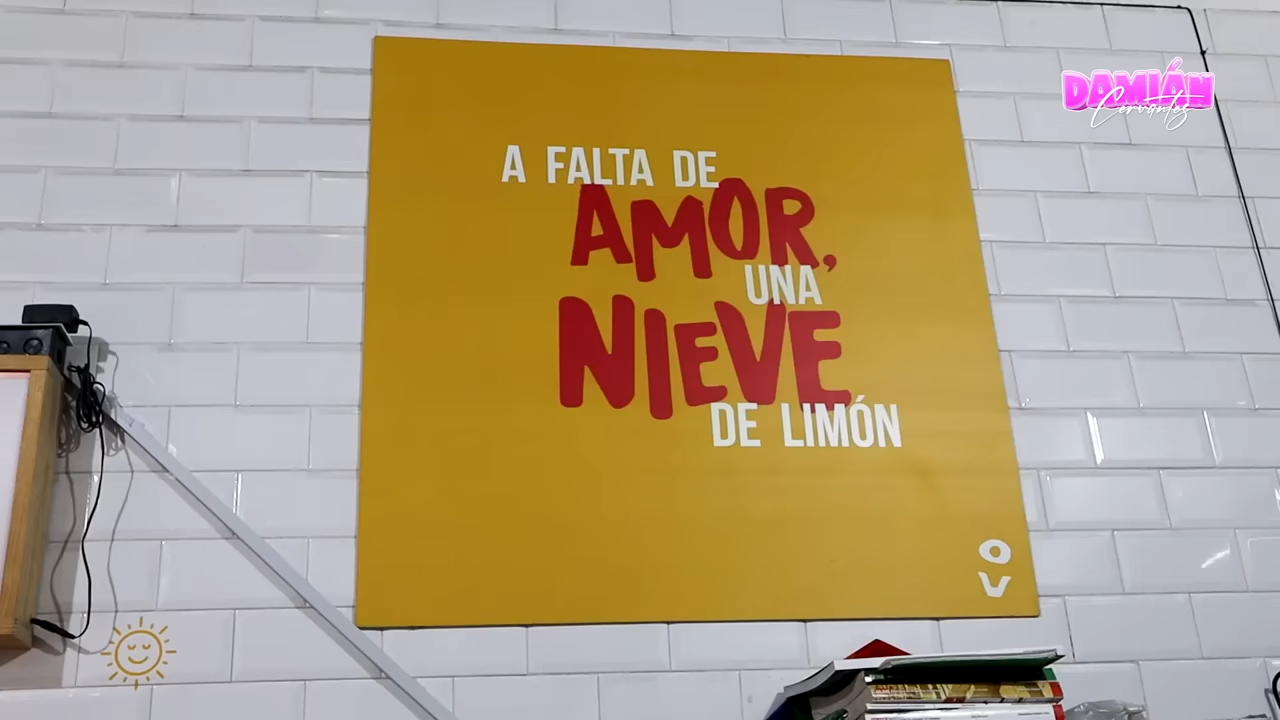 DAMIÁN
Cervantes
A FALTA DE
AMOR,
UNA
NIEVE
DE LIMÓN
O
V